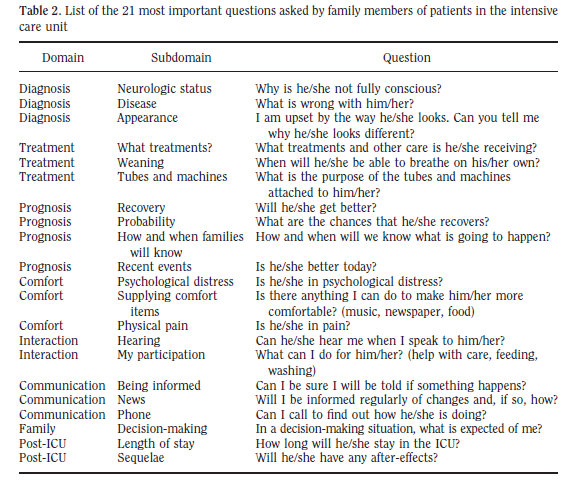 Table 2. List of the 21 most important questions asked by family members of patients in the intensive
care unit
Domain Subdomain Question
Diagnosis Neurologic status Why is he/she not fully conscious?
Diagnosis Disease What is wrong with him/her?
Diagnosis Appearance I am upset by the way he/she looks. Can you tell me
why he/she looks different?
Treatment What treatments? What treatments and other care is he/she receiving?
Treatment Weaning When will he/she be able to breathe on his/her own?
Treatment Tubes and machines What is the purpose of the tubes and machines
attached to him/her?
Prognosis Recovery Will he/she get better?
Prognosis Probability What are the chances that he/she recovers?
Prognosis How and when families How and when will we know what is going to happen?
will know
Prognosis Recent events Is he/she better today?
Comfort Psychological distress Is he/she in psychological distress?
Comfort Supplying comfort Is there anything I can do to make him/her more
items comfortable? (music, newspaper, food)
Comfort Physical pain Is he/she in pain?
Interaction Hearing Can he/she hear me when I speak to him/her?
Interaction My participation What can I do for him/her? (help with care, feeding,
washing)
Communication Being informed Can I be sure I will be told if something happens?
Communication News Will I be informed regularly of changes and, if so, how?
Communication Phone Can I call to find out how he/she is doing?
Family Decision-making In a decision-making situation, what is expected of me?
Post-ICU Length of stay How long will he/she stay in the ICU?
Post-ICU Sequelae Will he/she have any after-effects?